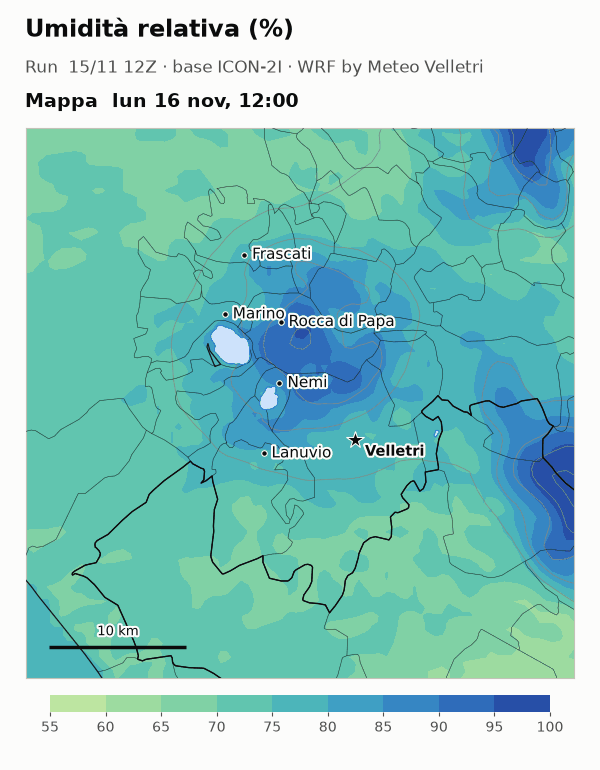 Umidità relativa (%)
Run  15/11 12Z · base ICON-2I · WRF by Meteo Velletri
Mappa  lun 16 nov, 12:00
Frascati
Marino
Rocca di Papa
Nemi
Velletri
Lanuvio
10 km
55 60 65 70 75 80 85 90 95 100